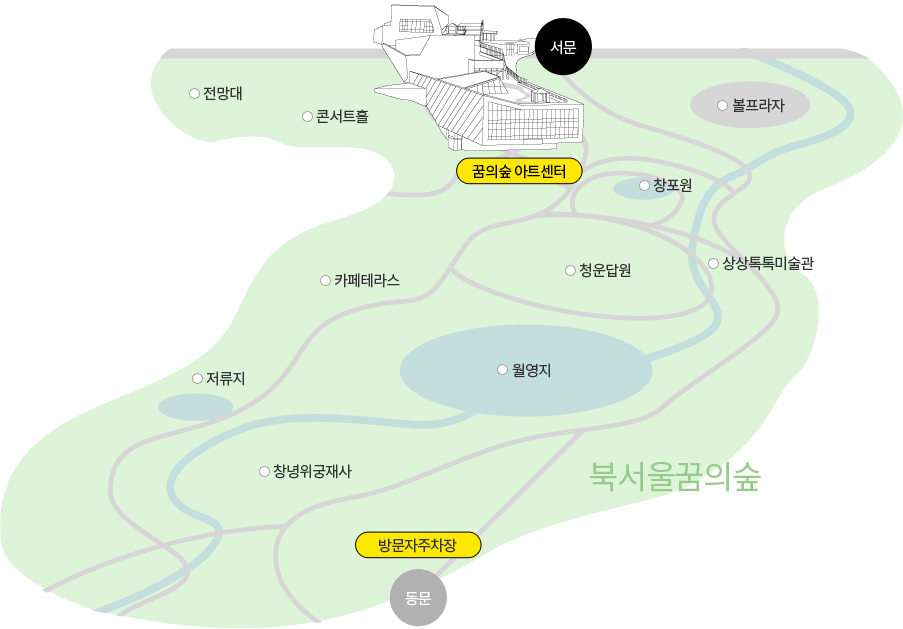 서문
전망대
콘서트홀
볼프라자
꿈의숲 아트센터
창포원
상상톡톡미술관
청운답원
카페테라스
월영지
저류지
창녕위궁재사
북서울꿈의숲
방문자주차장
동문